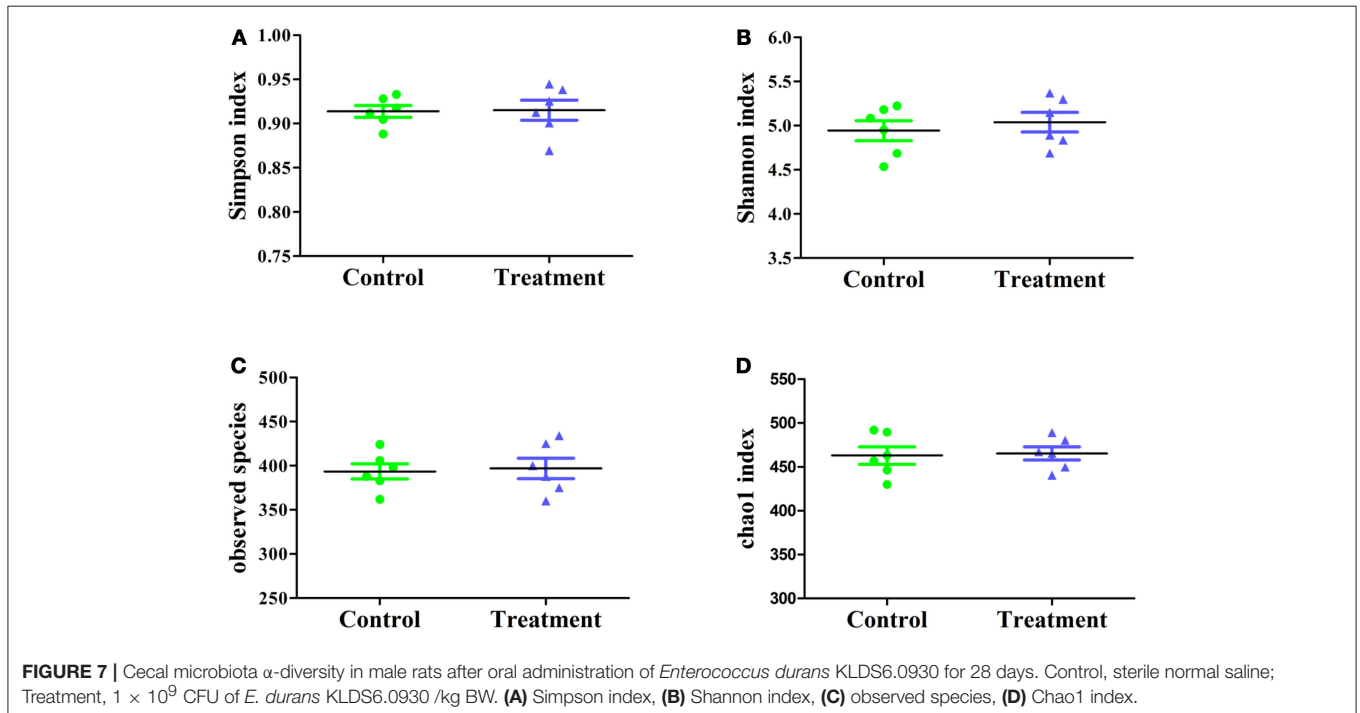 A
Simpson index
1.00
0.95
0.90
0.85
0.80
0.75
Control Treatment
B
Shannon index
6.0
5.5
5.0
4.5
4.0
3.5
Control Treatment
C
observed species
500
450
400
350
300
250
Control Treatment
D
chao1 index
550
500
450
400
350
300
Control Treatment
FIGURE 7 | Cecal microbiota α-diversity in male rats after oral administration of Enterococcus durans KLDS6.0930 for 28 days. Control, sterile normal saline;
Treatment, 1 × 10⁹ CFU of E. durans KLDS6.0930 /kg BW. (A) Simpson index, (B) Shannon index, (C) observed species, (D) Chao1 index.